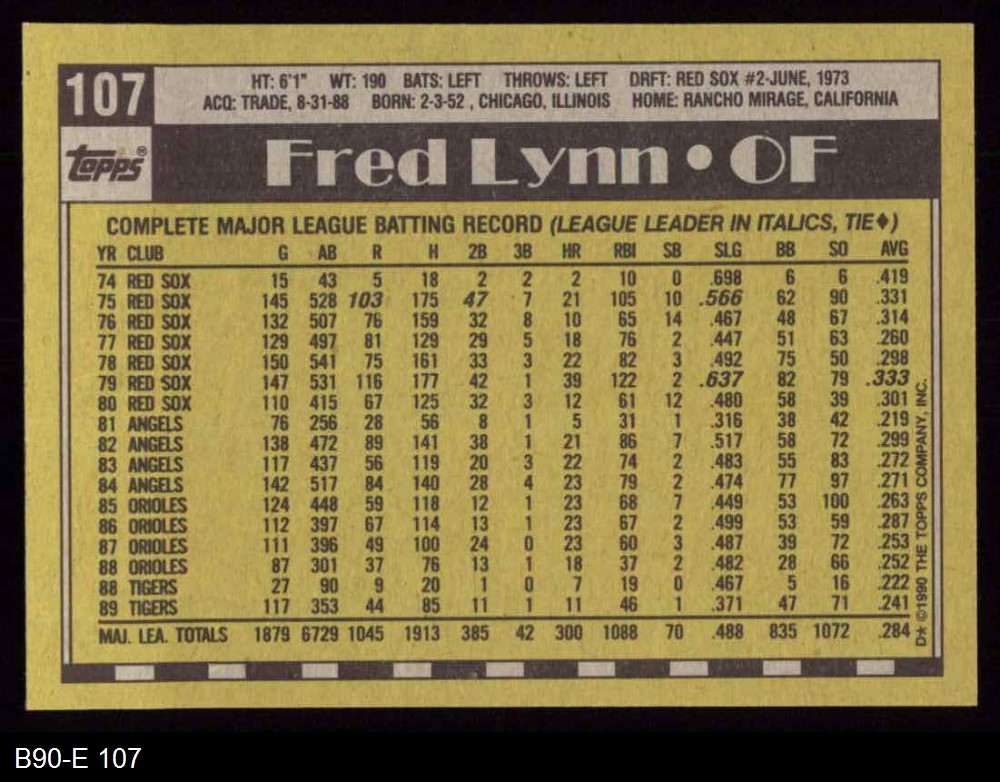 107
HT: 6'1" WT: 190 BATS: LEFT THROWS: LEFT DRFT: RED SOX #2-JUNE, 1973
ACQ: TRADE, 8-31-88 BORN: 2-3-52 , CHICAGO, ILLINOIS HOME: RANCHO MIRAGE, CALIFORNIA
Topps®
Fred Lynn • OF
COMPLETE MAJOR LEAGUE BATTING RECORD (LEAGUE LEADER IN ITALICS, TIE♦)
YR CLUB G AB R H 2B 3B HR RBI SB SLG BB SO AVG
74 RED SOX 15 43 5 18 2 2 2 10 0 .698 6 6 .419
75 RED SOX 145 528 103 175 47 7 21 105 10 .566 62 90 .331
76 RED SOX 132 507 76 159 32 8 10 65 14 .467 48 67 .314
77 RED SOX 129 497 81 129 29 5 18 76 2 .447 51 63 .260
78 RED SOX 150 541 75 161 33 3 22 82 3 .492 75 50 .298
79 RED SOX 147 531 116 177 42 1 39 122 2 .637 82 79 .333
80 RED SOX 110 415 67 125 32 3 12 61 12 .480 58 39 .301
81 ANGELS 76 256 28 56 8 1 5 31 1 .316 38 42 .219
82 ANGELS 138 472 89 141 38 1 21 86 7 .517 58 72 .299
83 ANGELS 117 437 56 119 20 3 22 74 2 .483 55 83 .272
84 ANGELS 142 517 84 140 28 4 23 79 2 .474 77 97 .271
85 ORIOLES 124 448 59 118 12 1 23 68 7 .449 53 100 .263
86 ORIOLES 112 397 67 114 13 1 23 67 2 .499 53 59 .287
87 ORIOLES 111 396 49 100 24 0 23 60 3 .487 39 72 .253
88 ORIOLES 87 301 37 76 13 1 18 37 2 .482 28 66 .252
88 TIGERS 27 90 9 20 1 0 7 19 0 .467 5 16 .222
89 TIGERS 117 353 44 85 11 1 11 46 1 .371 47 71 .241
MAJ. LEA. TOTALS 1879 6729 1045 1913 385 42 300 1088 70 .488 835 1072 .284
D* ©1990 THE TOPPS COMPANY, INC.
B90-E 107